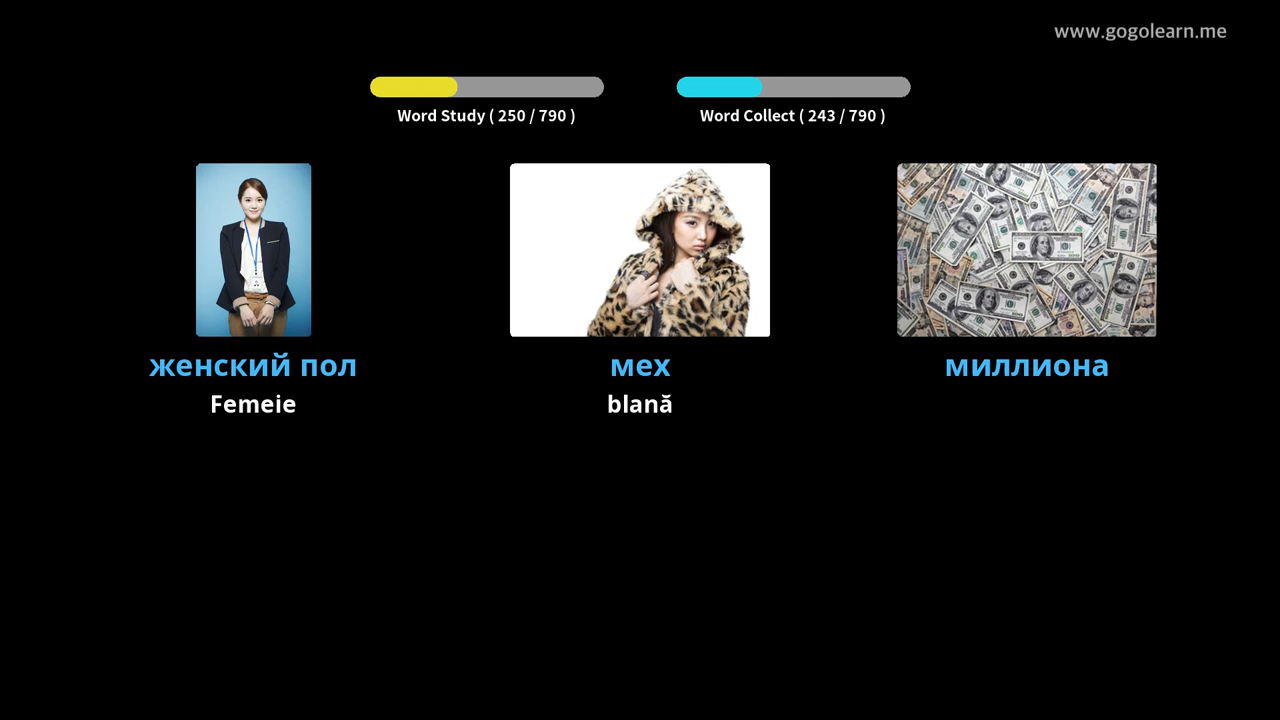 www.gogolearn.me
Word Study ( 250 / 790 )
Word Collect ( 243 / 790 )
женский пол
мех
миллиона
Femeie
blană